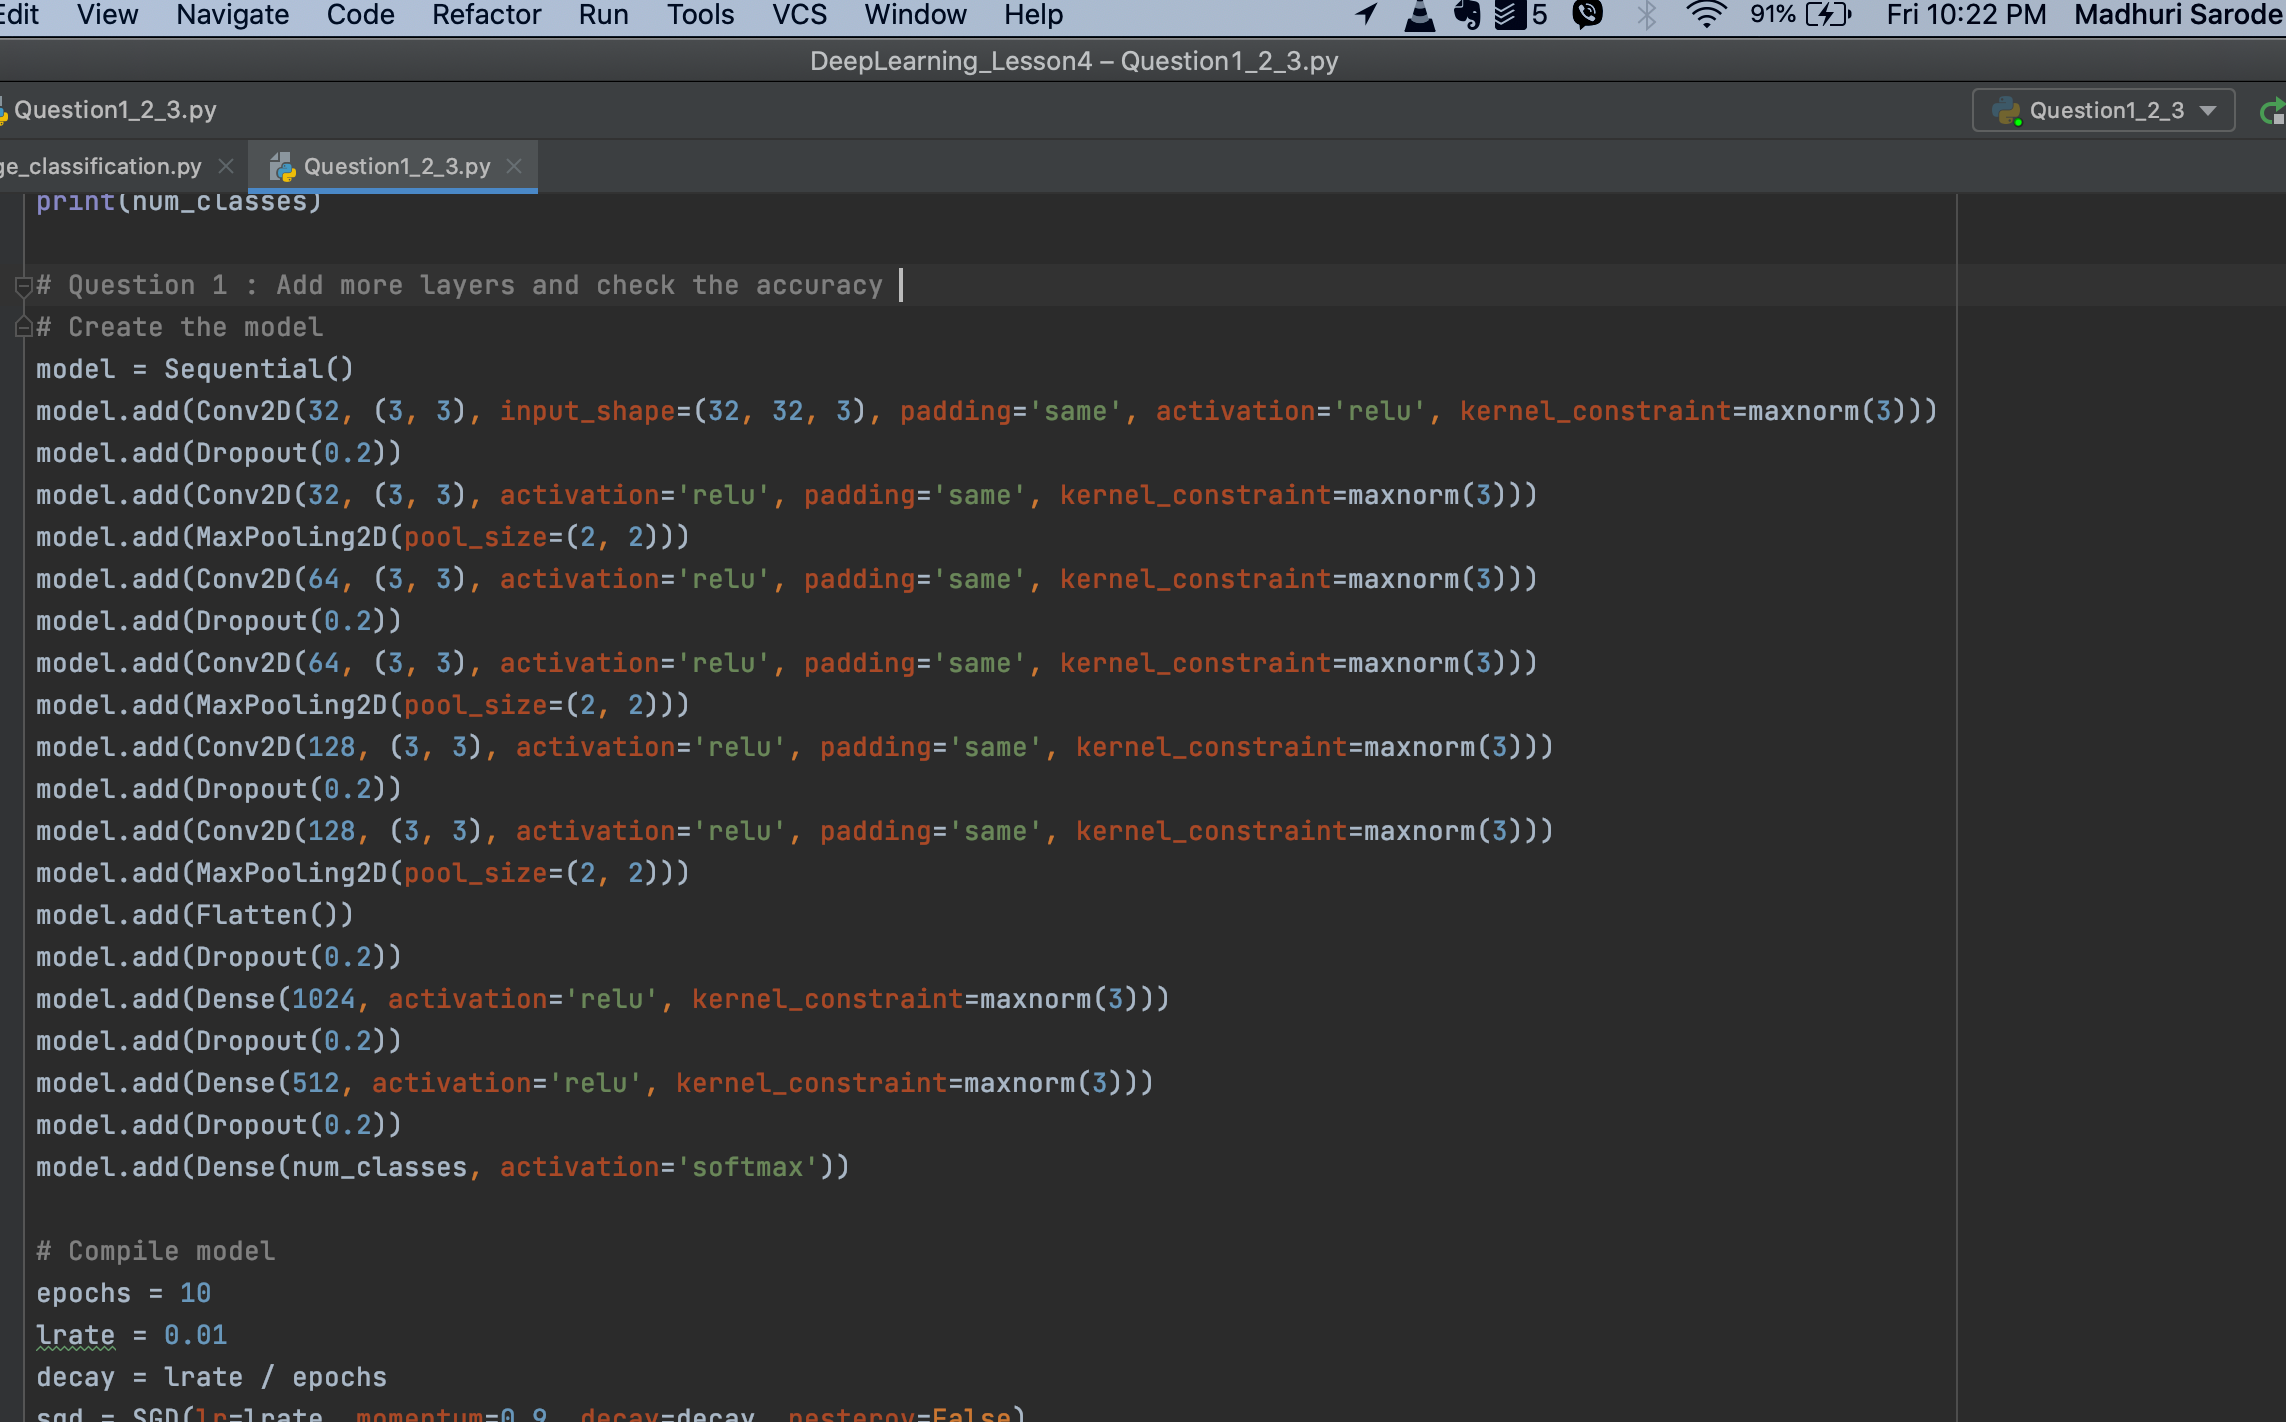 Edit View Navigate Code Refactor Run Tools VCS Window Help 5 91% Fri 10:22 PM Madhuri Sarode
DeepLearning_Lesson4 – Question1_2_3.py
Question1_2_3.py Question1_2_3
ge_classification.py Question1_2_3.py
print(num_classes)
# Question 1 : Add more layers and check the accuracy
# Create the model
model = Sequential()
model.add(Conv2D(32, (3, 3), input_shape=(32, 32, 3), padding='same', activation='relu', kernel_constraint=maxnorm(3)))
model.add(Dropout(0.2))
model.add(Conv2D(32, (3, 3), activation='relu', padding='same', kernel_constraint=maxnorm(3)))
model.add(MaxPooling2D(pool_size=(2, 2)))
model.add(Conv2D(64, (3, 3), activation='relu', padding='same', kernel_constraint=maxnorm(3)))
model.add(Dropout(0.2))
model.add(Conv2D(64, (3, 3), activation='relu', padding='same', kernel_constraint=maxnorm(3)))
model.add(MaxPooling2D(pool_size=(2, 2)))
model.add(Conv2D(128, (3, 3), activation='relu', padding='same', kernel_constraint=maxnorm(3)))
model.add(Dropout(0.2))
model.add(Conv2D(128, (3, 3), activation='relu', padding='same', kernel_constraint=maxnorm(3)))
model.add(MaxPooling2D(pool_size=(2, 2)))
model.add(Flatten())
model.add(Dropout(0.2))
model.add(Dense(1024, activation='relu', kernel_constraint=maxnorm(3)))
model.add(Dropout(0.2))
model.add(Dense(512, activation='relu', kernel_constraint=maxnorm(3)))
model.add(Dropout(0.2))
model.add(Dense(num_classes, activation='softmax'))
# Compile model
epochs = 10
lrate = 0.01
decay = lrate / epochs
sgd = SGD(lr=lrate, momentum=0.9, decay=decay, nesterov=False)